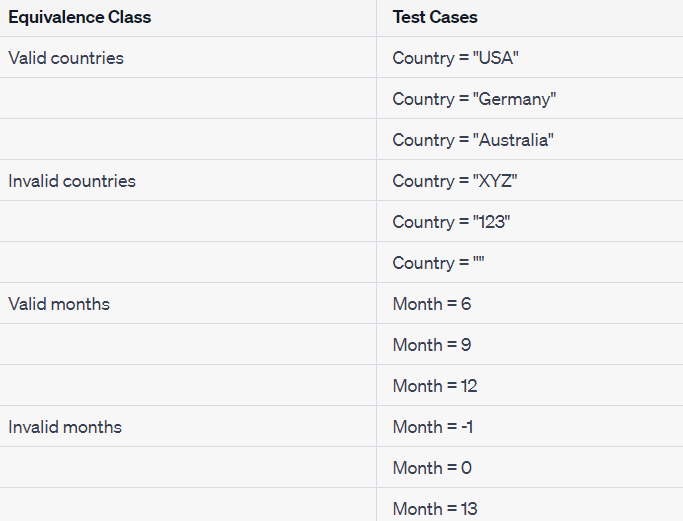 Equivalence Class Test Cases
Valid countries Country = "USA"
Country = "Germany"
Country = "Australia"
Invalid countries Country = "XYZ"
Country = "123"
Country = ""
Valid months Month = 6
Month = 9
Month = 12
Invalid months Month = -1
Month = 0
Month = 13